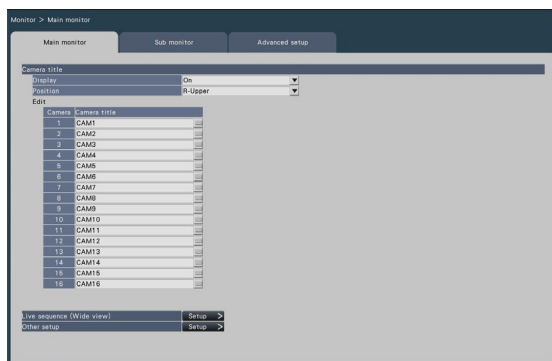 Monitor > Main monitor
Main monitor Sub monitor Advanced setup
Camera title
Display On
Position R-Upper
Edit
Camera Camera title
1 CAM1
2 CAM2
3 CAM3
4 CAM4
5 CAM5
6 CAM6
7 CAM7
8 CAM8
9 CAM9
10 CAM10
11 CAM11
12 CAM12
13 CAM13
14 CAM14
15 CAM15
16 CAM16
Live sequence (Wide view) Setup >
Other setup Setup >